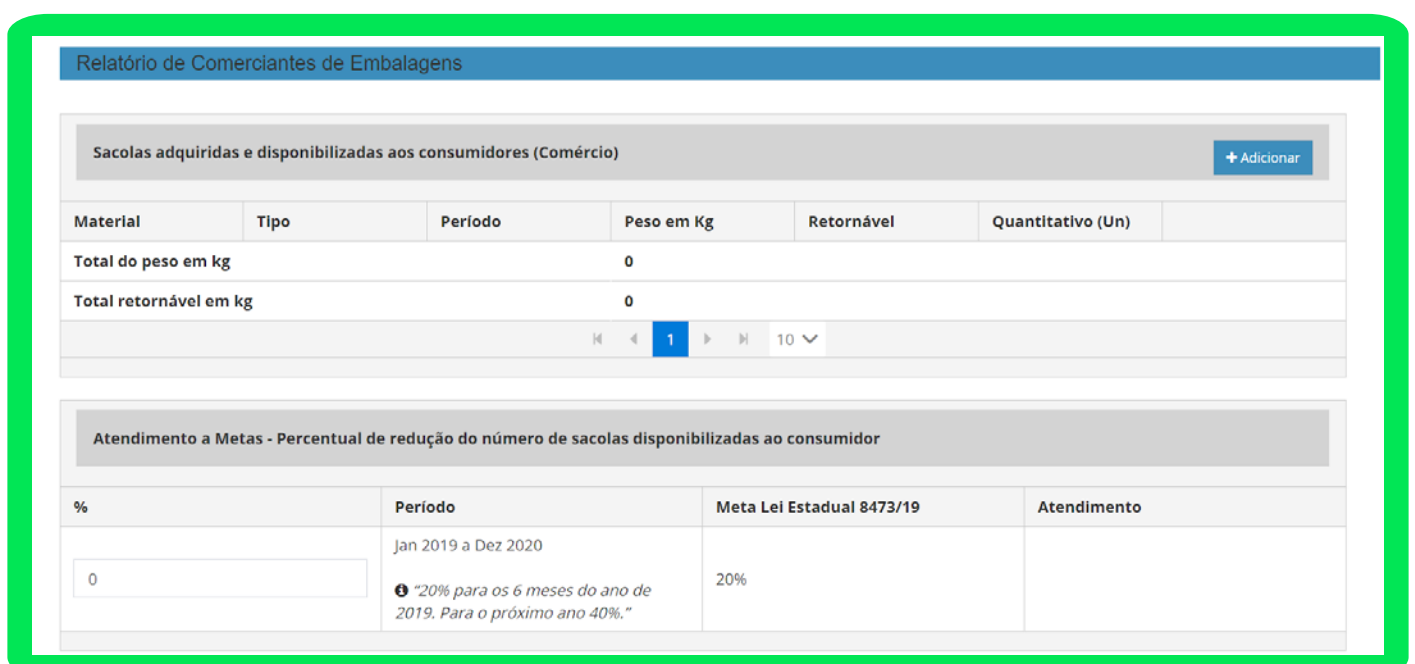 Relatório de Comerciantes de Embalagens
Sacolas adquiridas e disponibilizadas aos consumidores (Comércio)
+ Adicionar
Material Tipo Período Peso em Kg Retornável Quantitativo (Un)
Total do peso em kg 0
Total retornável em kg 0
1 10
Atendimento a Metas - Percentual de redução do número de sacolas disponibilizadas ao consumidor
% Período Meta Lei Estadual 8473/19 Atendimento
Jan 2019 a Dez 2020
0 20%
"20% para os 6 meses do ano de
2019. Para o próximo ano 40%."